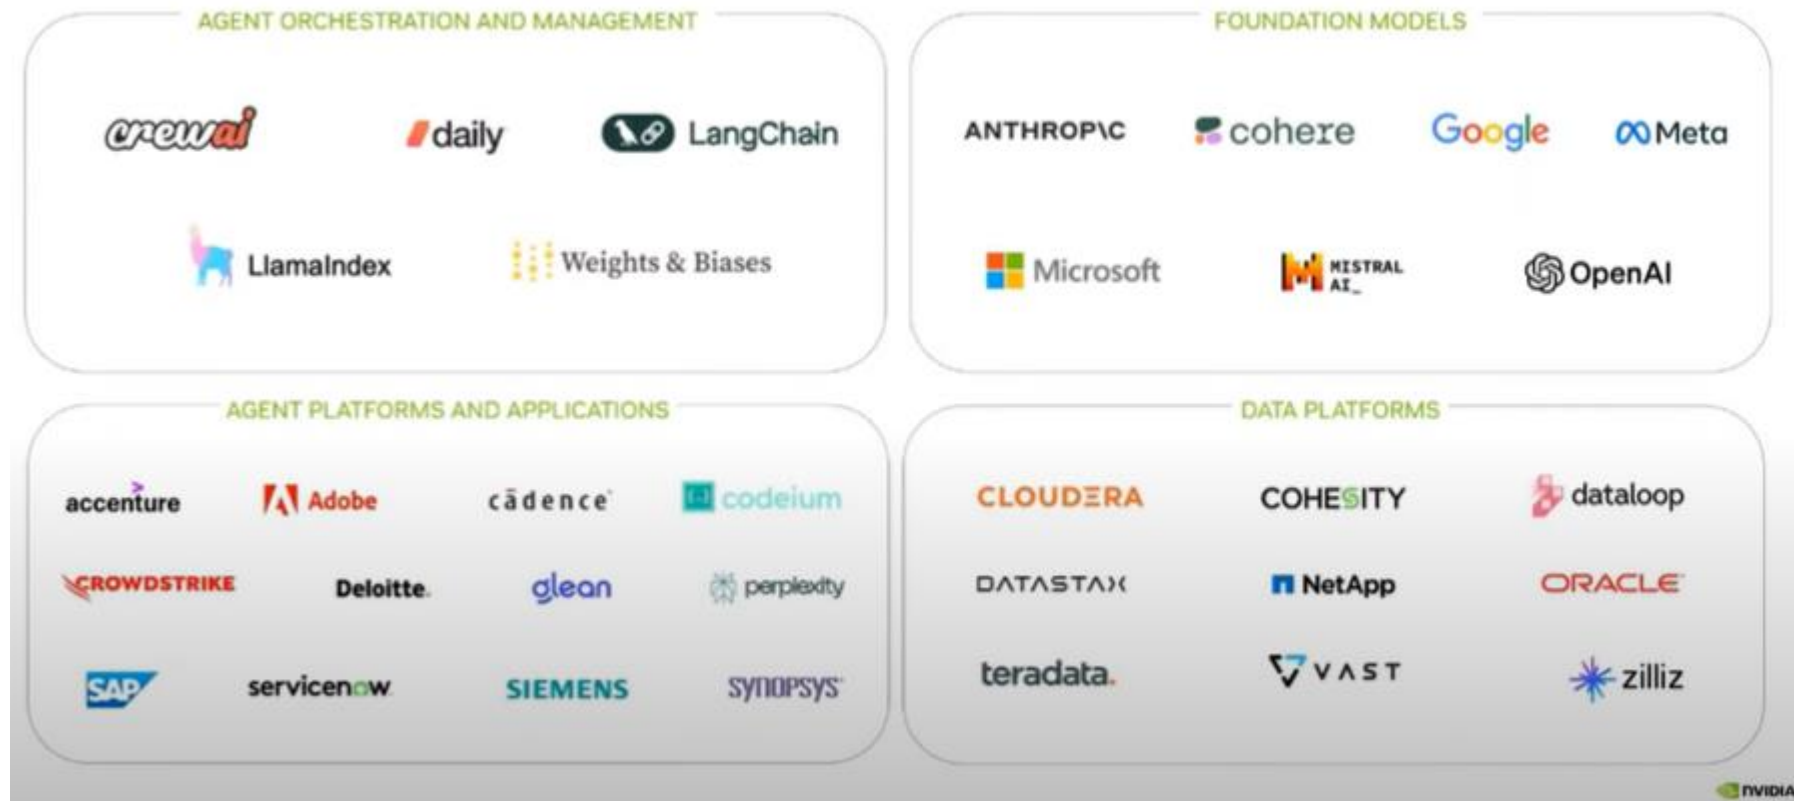 AGENT ORCHESTRATION AND MANAGEMENT
crewai
daily
LangChain
LlamaIndex
Weights & Biases
FOUNDATION MODELS
ANTHROP\C
cohere
Google
Meta
Microsoft
MISTRAL
AI_
OpenAI
AGENT PLATFORMS AND APPLICATIONS
accenture
Adobe
cādence
codeium
CROWDSTRIKE
Deloitte.
glean
perplexity
SAP
servicenow
SIEMENS
SYNOPSYS
DATA PLATFORMS
CLOUDERA
COHESITY
dataloop
DATASTAX
NetApp
ORACLE
teradata.
VAST
zilliz
NVIDIA